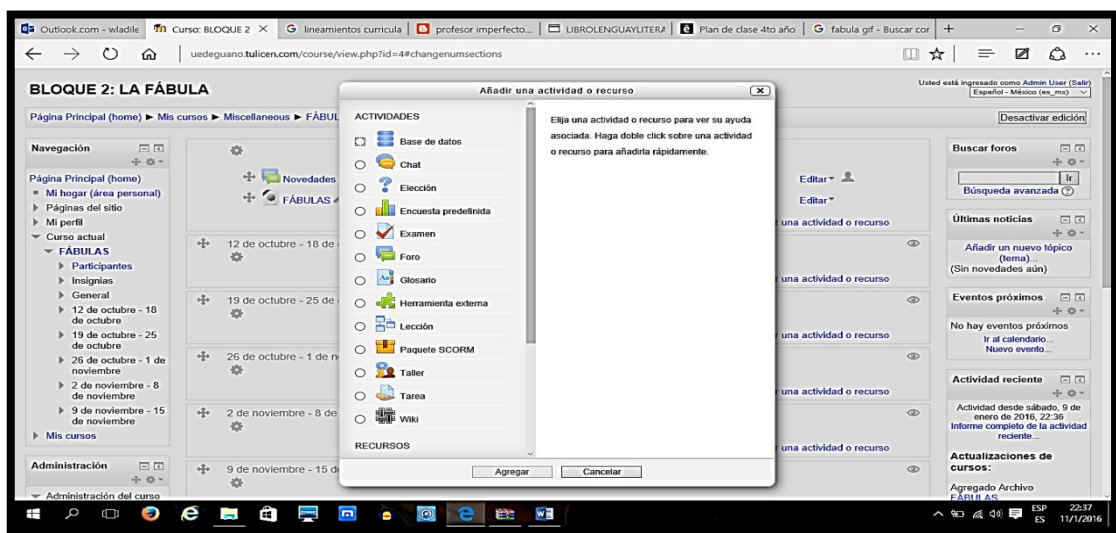 Outlook.com - wladile
Curso: BLOQUE 2
lineamientos curricula
profesor imperfecto...
LIBROLENGUAYLITERA
Plan de clase 4to año
fabula gif - Buscar cor
uedeguano.tulicen.com/course/view.php?id=4#changenumsections
BLOQUE 2: LA FÁBU
Usted está ingresado como Admin User (Salir)
Español - México (es_mx)
Página Principal (home) ► Mis cursos ► Miscellaneous ► FÁBUL
Desactivar edición
Navegación
Página Principal (home)
Mi hogar (área personal)
Páginas del sitio
Mi perfil
Curso actual
FÁBULAS
Participantes
Insignias
General
12 de octubre - 18
de octubre
19 de octubre - 25
de octubre
26 de octubre - 1 de
noviembre
2 de noviembre - 8
de noviembre
9 de noviembre - 15
de noviembre
Mis cursos
Administración
Administración del curso
Novedades
FÁBULAS
12 de octubre - 18 de
19 de octubre - 25 de
26 de octubre - 1 de n
2 de noviembre - 8 de
9 de noviembre - 15 d
Añadir una actividad o recurso
ACTIVIDADES
Base de datos
Chat
Elección
Encuesta predefinida
Examen
Foro
Glosario
Herramienta externa
Lección
Paquete SCORM
Taller
Tarea
Wiki
RECURSOS
Elija una actividad o recurso para ver su ayuda
asociada. Haga doble click sobre una actividad
o recurso para añadirla rápidamente.
Agregar
Cancelar
Editar
Editar
r una actividad o recurso
r una actividad o recurso
r una actividad o recurso
r una actividad o recurso
r una actividad o recurso
Buscar foros
Ir
Búsqueda avanzada
Últimas noticias
Añadir un nuevo tópico
(tema)...
(Sin novedades aún)
Eventos próximos
No hay eventos próximos
Ir al calendario...
Nuevo evento...
Actividad reciente
Actividad desde sábado, 9 de
enero de 2016, 22:36
Informe completo de la actividad
reciente...
Actualizaciones de
cursos:
Agregado Archivo
FÁBULAS
ESP
ES
22:37
11/1/2016